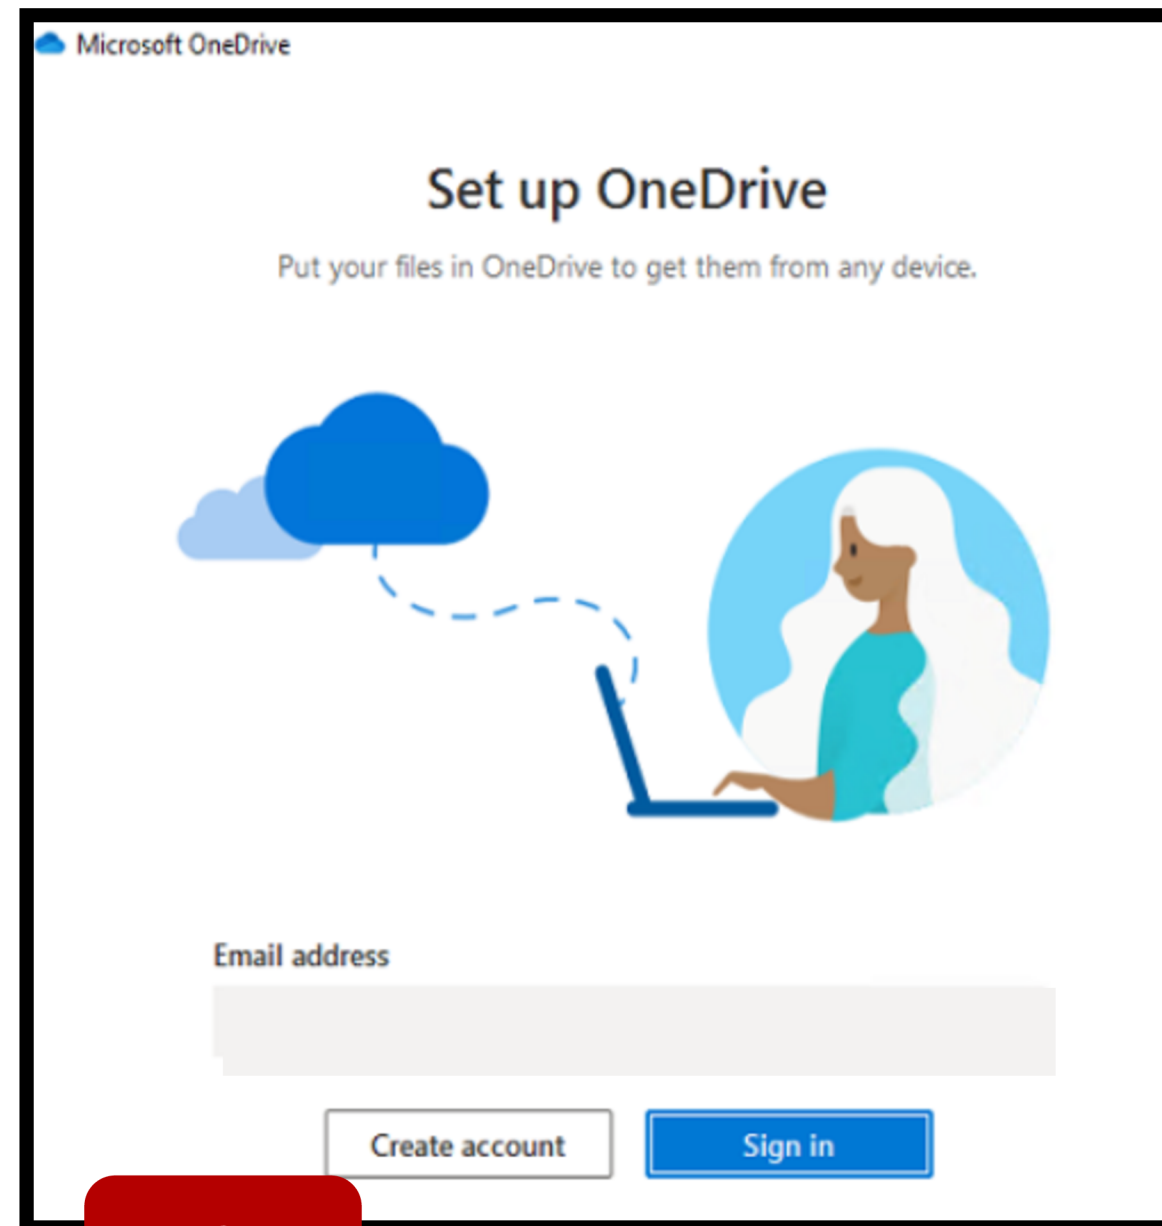 Microsoft OneDrive
Set up OneDrive
Put your files in OneDrive to get them from any device.
Email address
Create account
Sign in